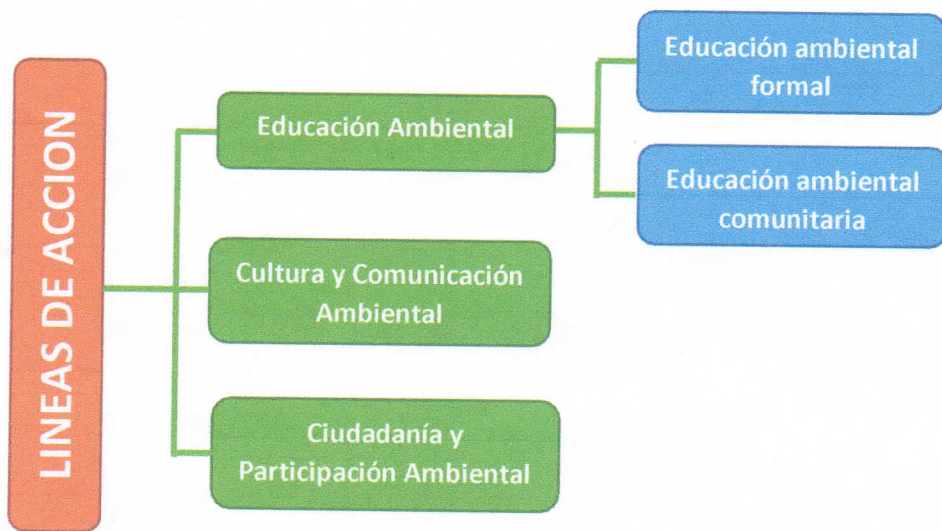 LINEAS DE ACCION
Educación Ambiental
Educación ambiental
formal
Educación ambiental
comunitaria
Cultura y Comunicación
Ambiental
Ciudadanía y
Participación Ambiental